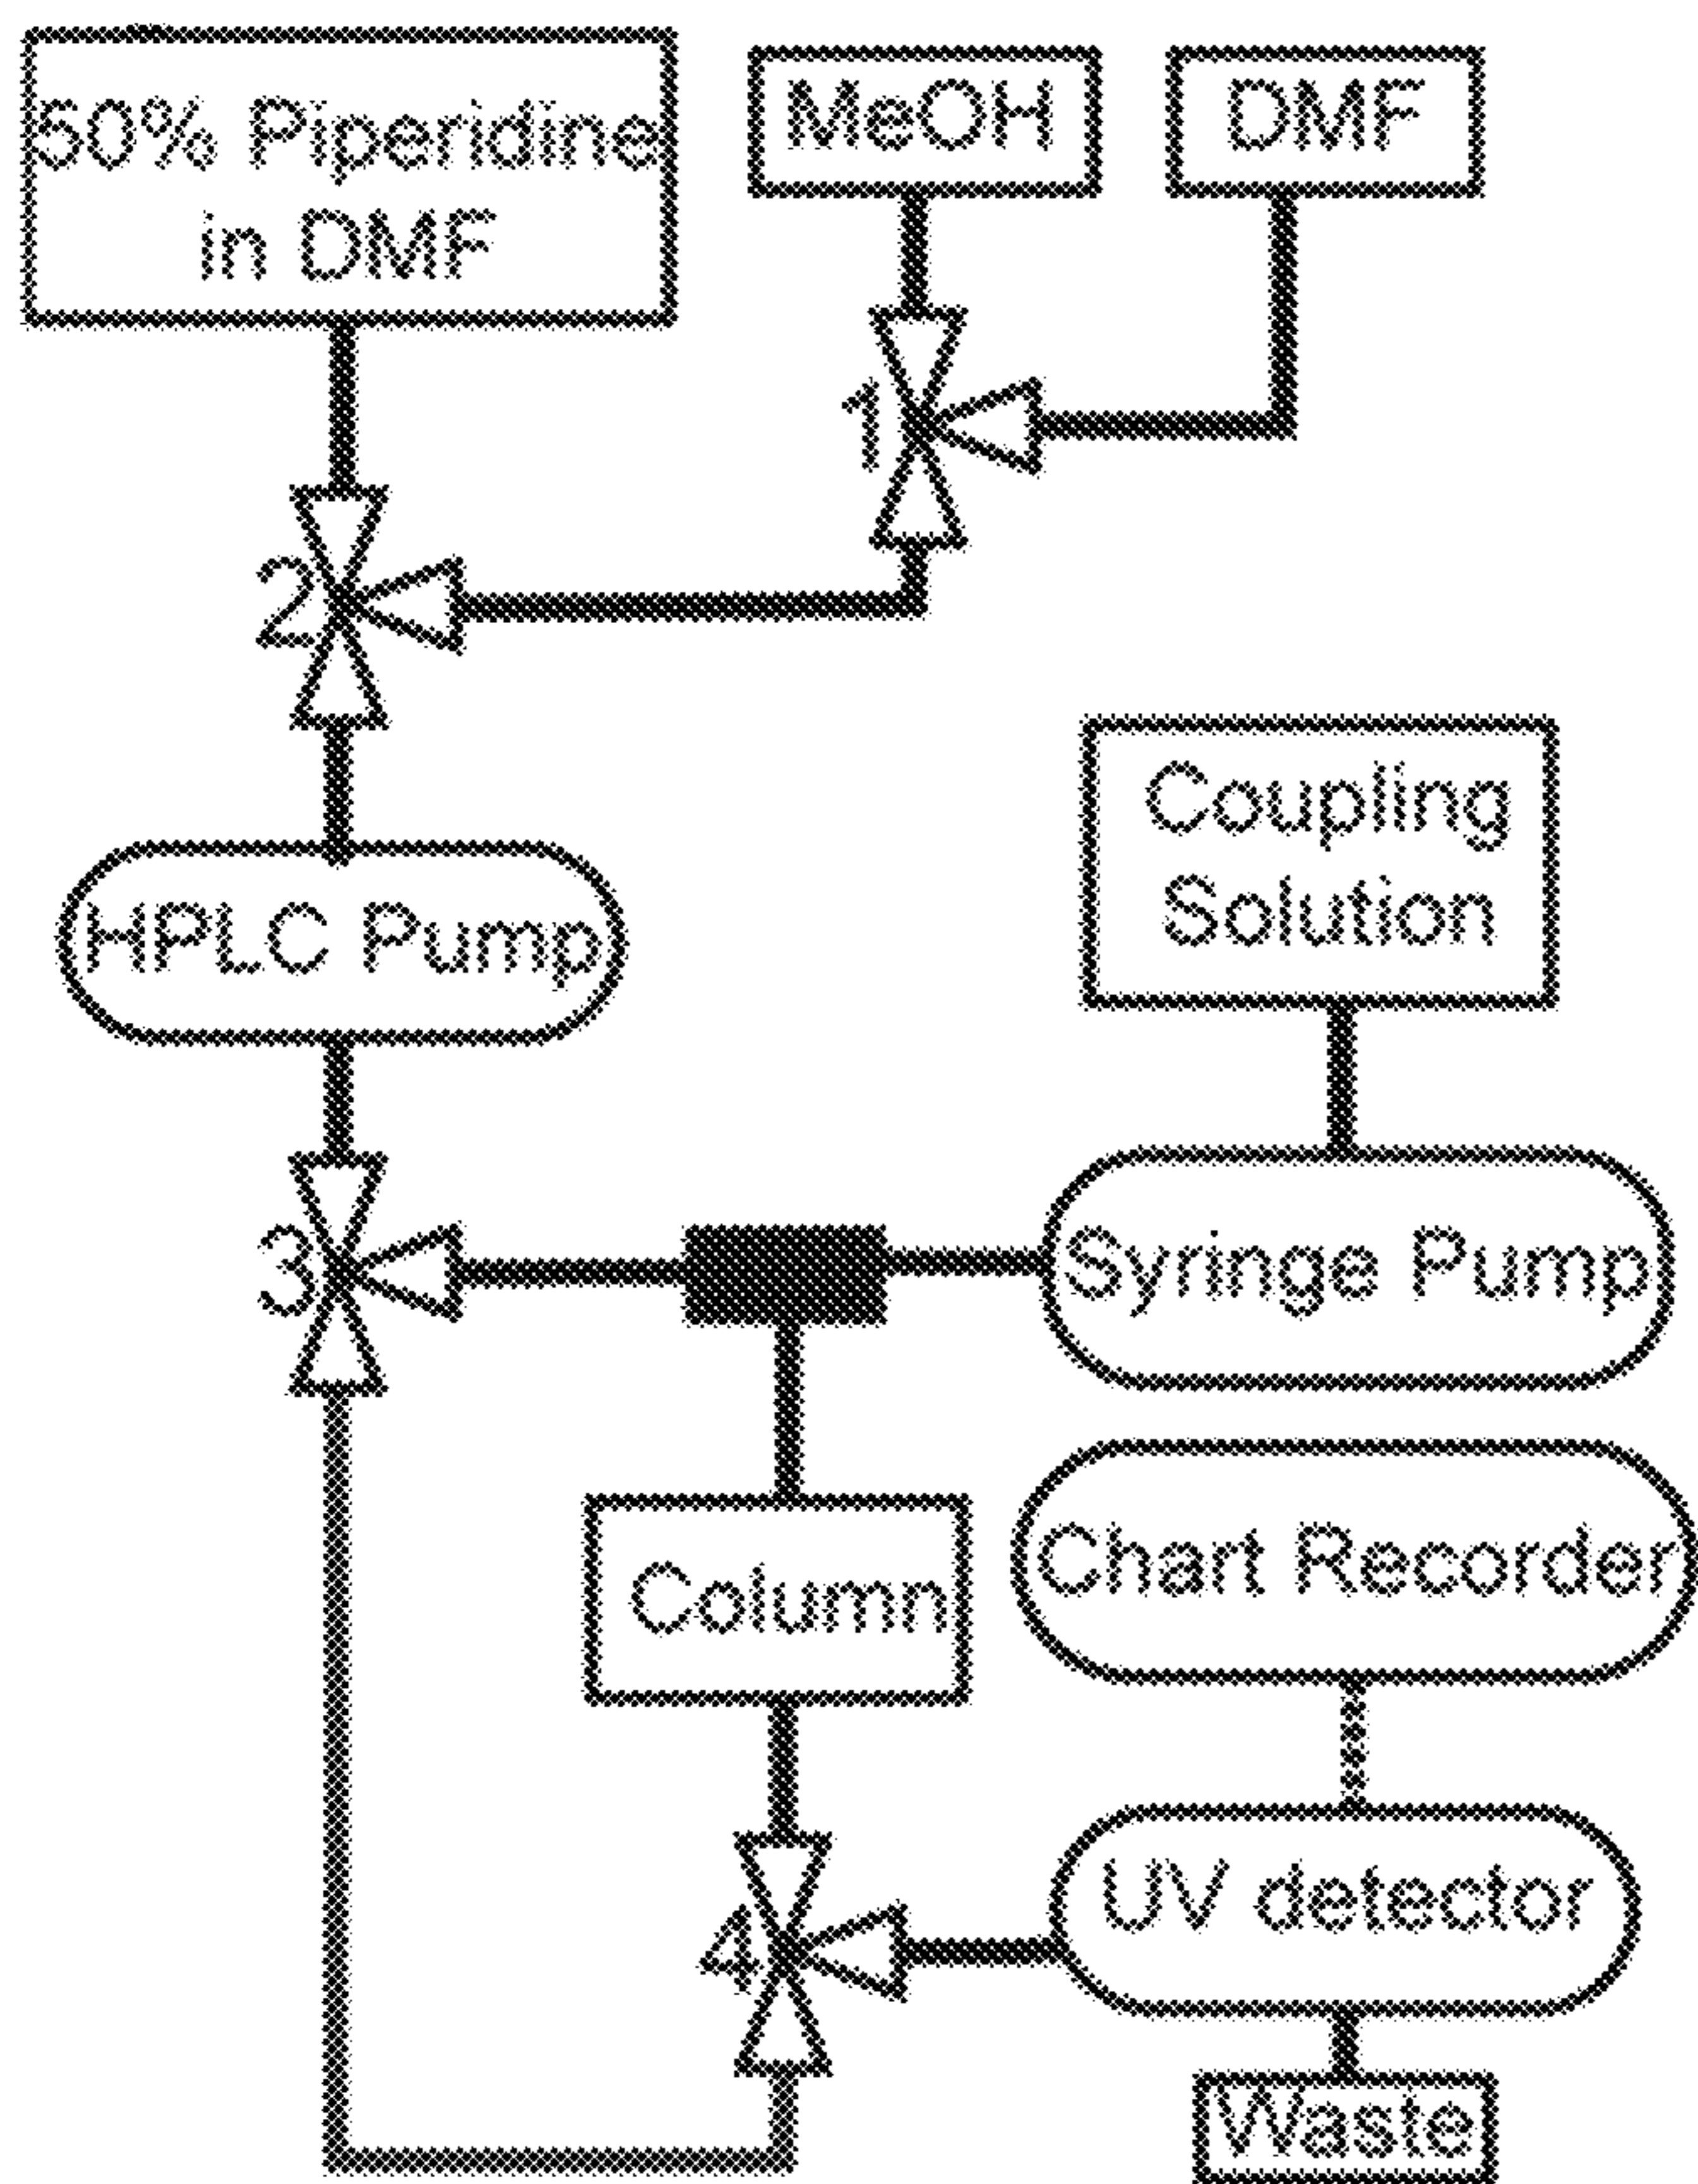 50% Piperidine
in DMF
MeOH
DMF
1
2
HPLC Pump
Coupling
Solution
3
Syringe Pump
Column
Chart Recorder
4
UV detector
Waste